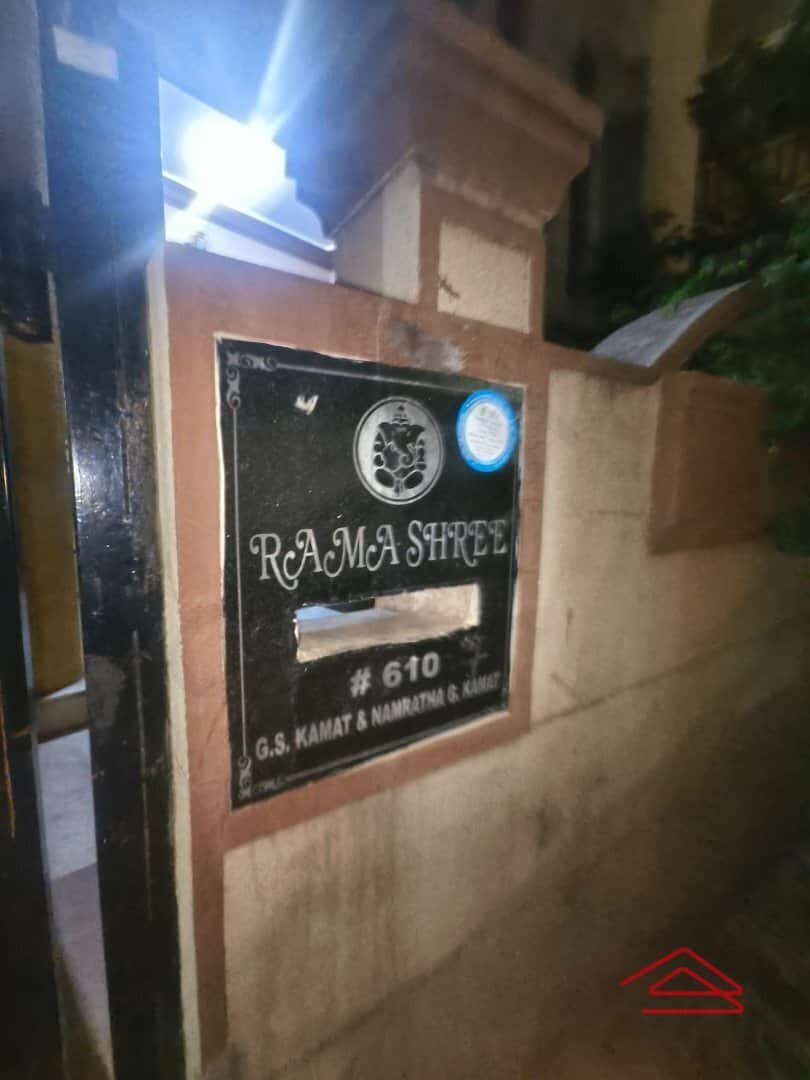 RAMA SHREE
# 610
G.S. KAMAT & NAMRATHA G. KAMAT